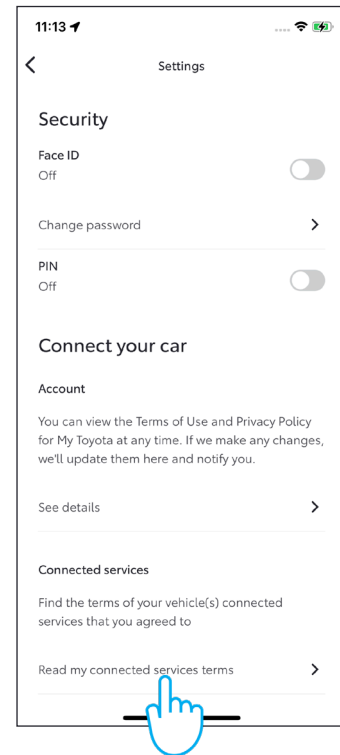 11:13
Settings
Security
Face ID
Off
Change password
PIN
Off
Connect your car
Account
You can view the Terms of Use and Privacy Policy
for My Toyota at any time. If we make any changes,
we'll update them here and notify you.
See details
Connected services
Find the terms of your vehicle(s) connected
services that you agreed to
Read my connected services terms